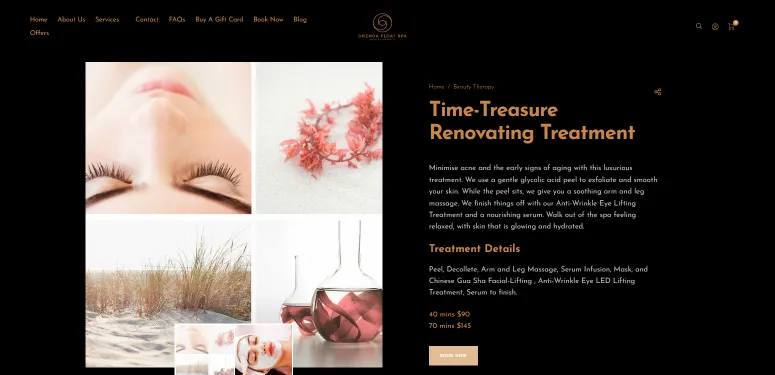 Home About Us Services Contact FAQs Buy A Gift Card Book Now Blog
Offers
Home / Beauty Therapy
Time-Treasure
Renovating Treatment
Minimise acne and the early signs of aging with this luxurious
treatment. We use a gentle glycolic acid peel to exfoliate and smooth
your skin. While the peel sits, we give you a soothing arm and leg
massage. We finish things off with our Anti-Wrinkle Eye Lifting
Treatment and a nourishing serum. Walk out of the spa feeling
relaxed, with skin that is glowing and hydrated.
Treatment Details
Peel, Decollete, Arm and Leg Massage, Serum Infusion, Mask, and
Chinese Gua Sha Facial-Lifting , Anti-Wrinkle Eye LED Lifting
Treatment, Serum to finish.
40 mins $90
70 mins $145
BOOK NOW